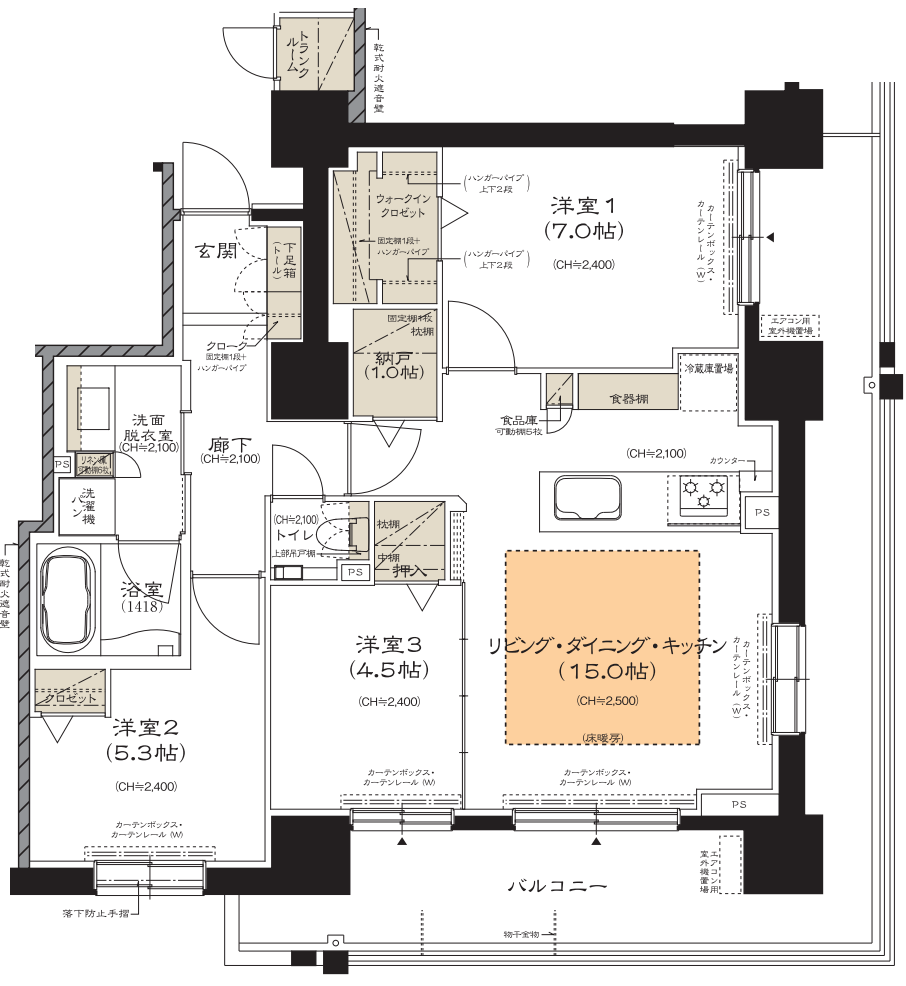 トランク
ルーム
乾式耐火遮音壁
ウォークイン
クロゼット
固定棚1段+
ハンガーパイプ
(ハンガーパイプ
上下2段)
(ハンガーパイプ
上下2段)
洋室1
(7.0帖)
(CH≒2,400)
カーテンボックス・
カーテンレール(W)
エアコン用
室外機置場
玄関
下足箱
(トール)
クローク
固定棚1段+
ハンガーパイプ
固定棚4枚
枕棚
納戸
(1.0帖)
冷蔵庫置場
食器棚
食品庫
可動棚5枚
洗面
脱衣室
(CH≒2,100)
廊下
(CH≒2,100)
PS
リネン庫
可動棚5枚
洗濯機
パン
(CH≒2,100)
カウンター
PS
(CH≒2,100)
トイレ
上部吊戸棚
PS
枕棚
中棚
押入
乾式耐火遮音壁
浴室
(1418)
クロゼット
洋室2
(5.3帖)
(CH≒2,400)
カーテンボックス・
カーテンレール(W)
落下防止手摺
洋室3
(4.5帖)
(CH≒2,400)
カーテンボックス・
カーテンレール(W)
リビング・ダイニング・キッチン
(15.0帖)
(CH≒2,500)
(床暖房)
カーテンボックス・
カーテンレール(W)
カーテンボックス・
カーテンレール(W)
PS
エアコン用
室外機置場
バルコニー
物干金物